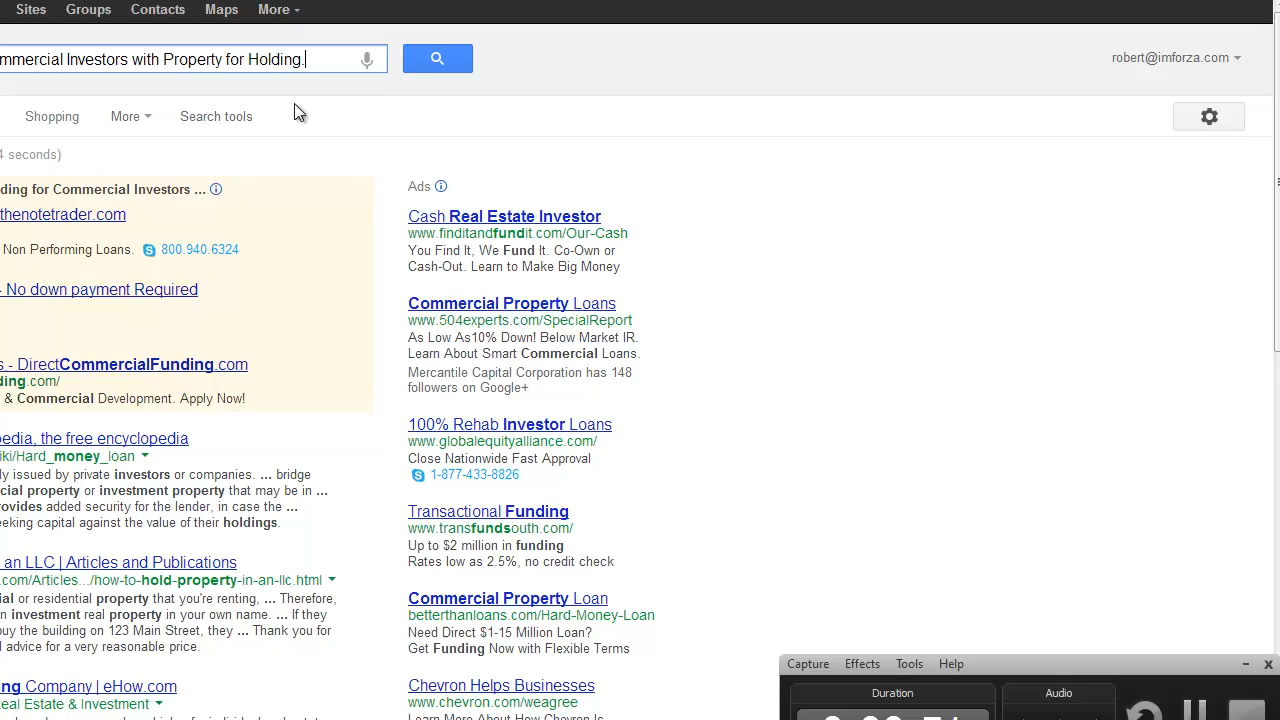 Sites Groups Contacts Maps More
mmercial Investors with Property for Holding.
robert@imforza.com
Shopping More Search tools
4 seconds)
ding for Commercial Investors ...
thenotetrader.com
Non Performing Loans. 800.940.6324
- No down payment Required
s - DirectCommercialFunding.com
ding.com/
& Commercial Development. Apply Now!
pedia, the free encyclopedia
iki/Hard_money_loan
ly issued by private investors or companies. ... bridge
cial property or investment property that may be in ...
rovides added security for the lender, in case the ...
eeking capital against the value of their holdings.
an LLC | Articles and Publications
.com/Articles.../how-to-hold-property-in-an-llc.html
ial or residential property that you're renting, ... Therefore,
n investment real property in your own name. ... If they
buy the building on 123 Main Street, they ... Thank you for
l advice for a very reasonable price.
ng Company | eHow.com
Real Estate & Investment
Ads
Cash Real Estate Investor
www.finditandfundit.com/Our-Cash
You Find It, We Fund It. Co-Own or
Cash-Out. Learn to Make Big Money
Commercial Property Loans
www.504experts.com/SpecialReport
As Low As10% Down! Below Market IR.
Learn About Smart Commercial Loans.
Mercantile Capital Corporation has 148
followers on Google+
100% Rehab Investor Loans
www.globalequityalliance.com/
Close Nationwide Fast Approval
1-877-433-8826
Transactional Funding
www.transfundsouth.com/
Up to $2 million in funding
Rates low as 2.5%, no credit check
Commercial Property Loan
betterthanloans.com/Hard-Money-Loan
Need Direct $1-15 Million Loan?
Get Funding Now with Flexible Terms
Chevron Helps Businesses
www.chevron.com/weagree
Learn More About How Chevron Is
Capture Effects Tools Help
Duration Audio